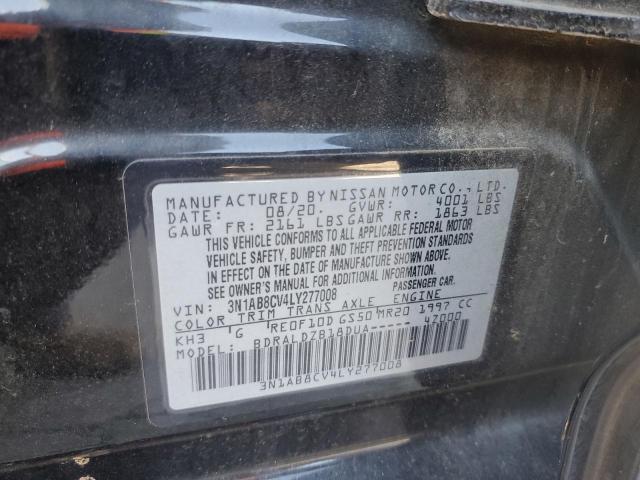 MANUFACTURED BY NISSAN MOTOR CO., LTD.
DATE: 08/20 GVWR: 4001 LBS
GAWR FR: 2161 LBS GAWR RR: 1863 LBS
THIS VEHICLE CONFORMS TO ALL APPLICABLE FEDERAL MOTOR
VEHICLE SAFETY, BUMPER AND THEFT PREVENTION STANDARDS
IN EFFECT ON THE DATE OF MANUFACTURE SHOWN ABOVE.
SEE OWNER'S MANUAL FOR ADDITIONAL INFORMATION.
VIN: 3N1AB8CV4LY277008 PASSENGER CAR
COLOR TRIM TRANS AXLE ENGINE
KH3 G RE0F10D GS50 MR20 1997 CC
MODEL: BDRALDZB18DUA----- 47000
3N1AB8CV4LY277008